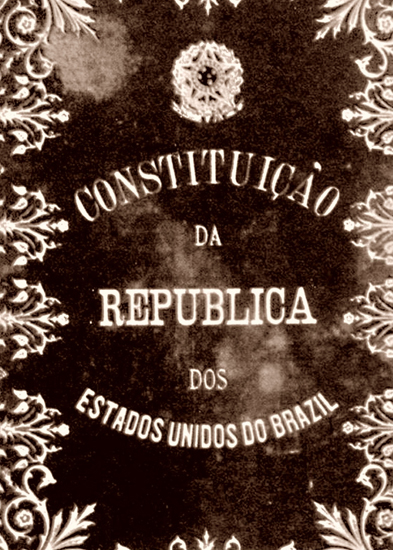 CONSTITUIÇÃO
DA
REPUBLICA
DOS
ESTADOS UNIDOS DO BRAZIL